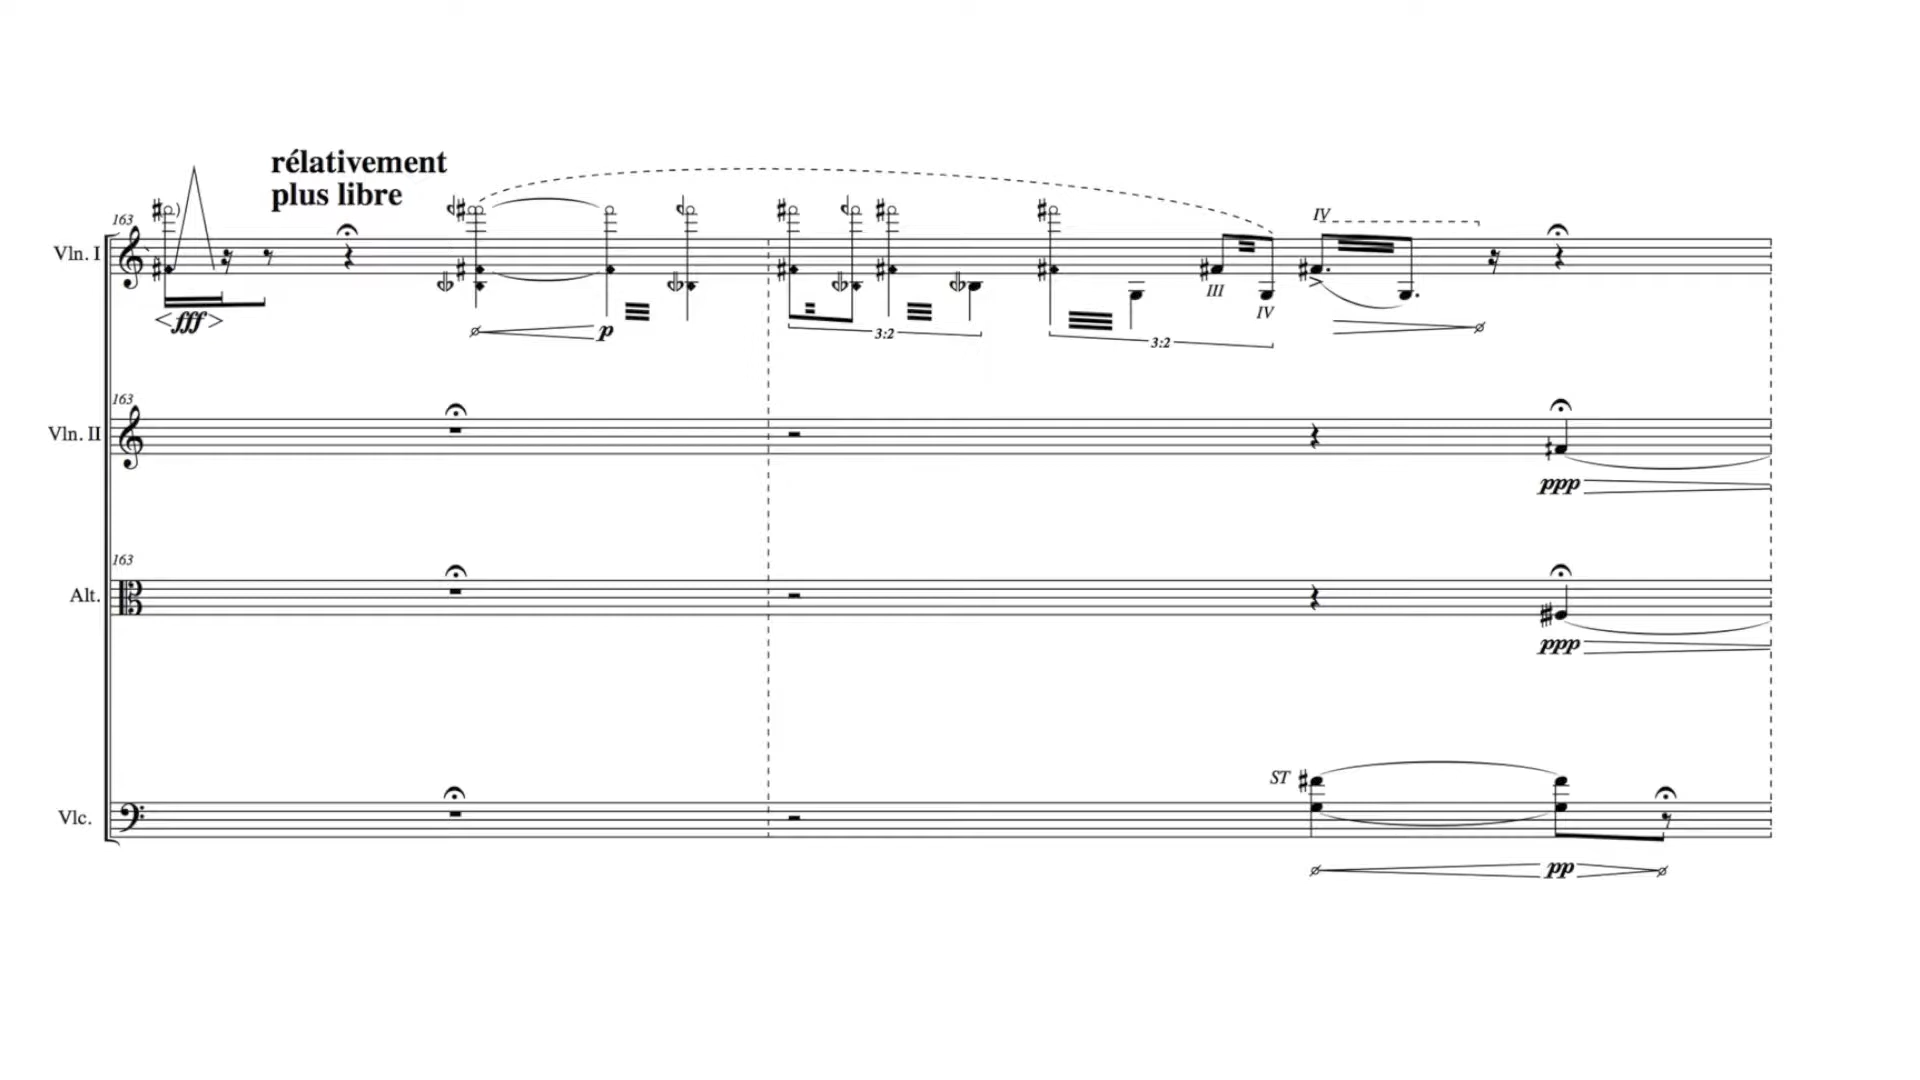 rélativement
plus libre
163
Vln. I
fff
p
3:2
3:2
III
IV
IV
163
Vln. II
ppp
163
Alt.
ppp
Vlc.
ST
pp